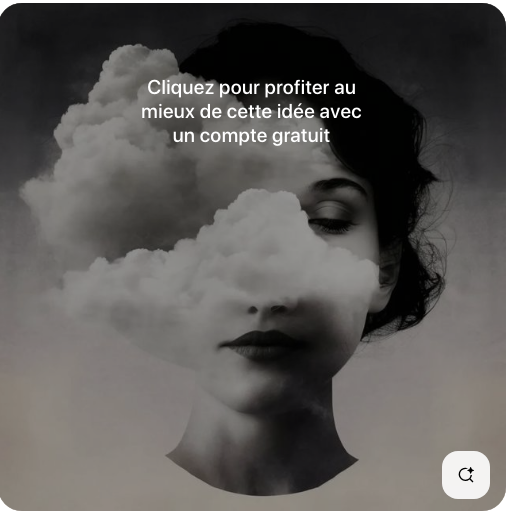 Cliquez pour profiter au
mieux de cette idée avec
un compte gratuit